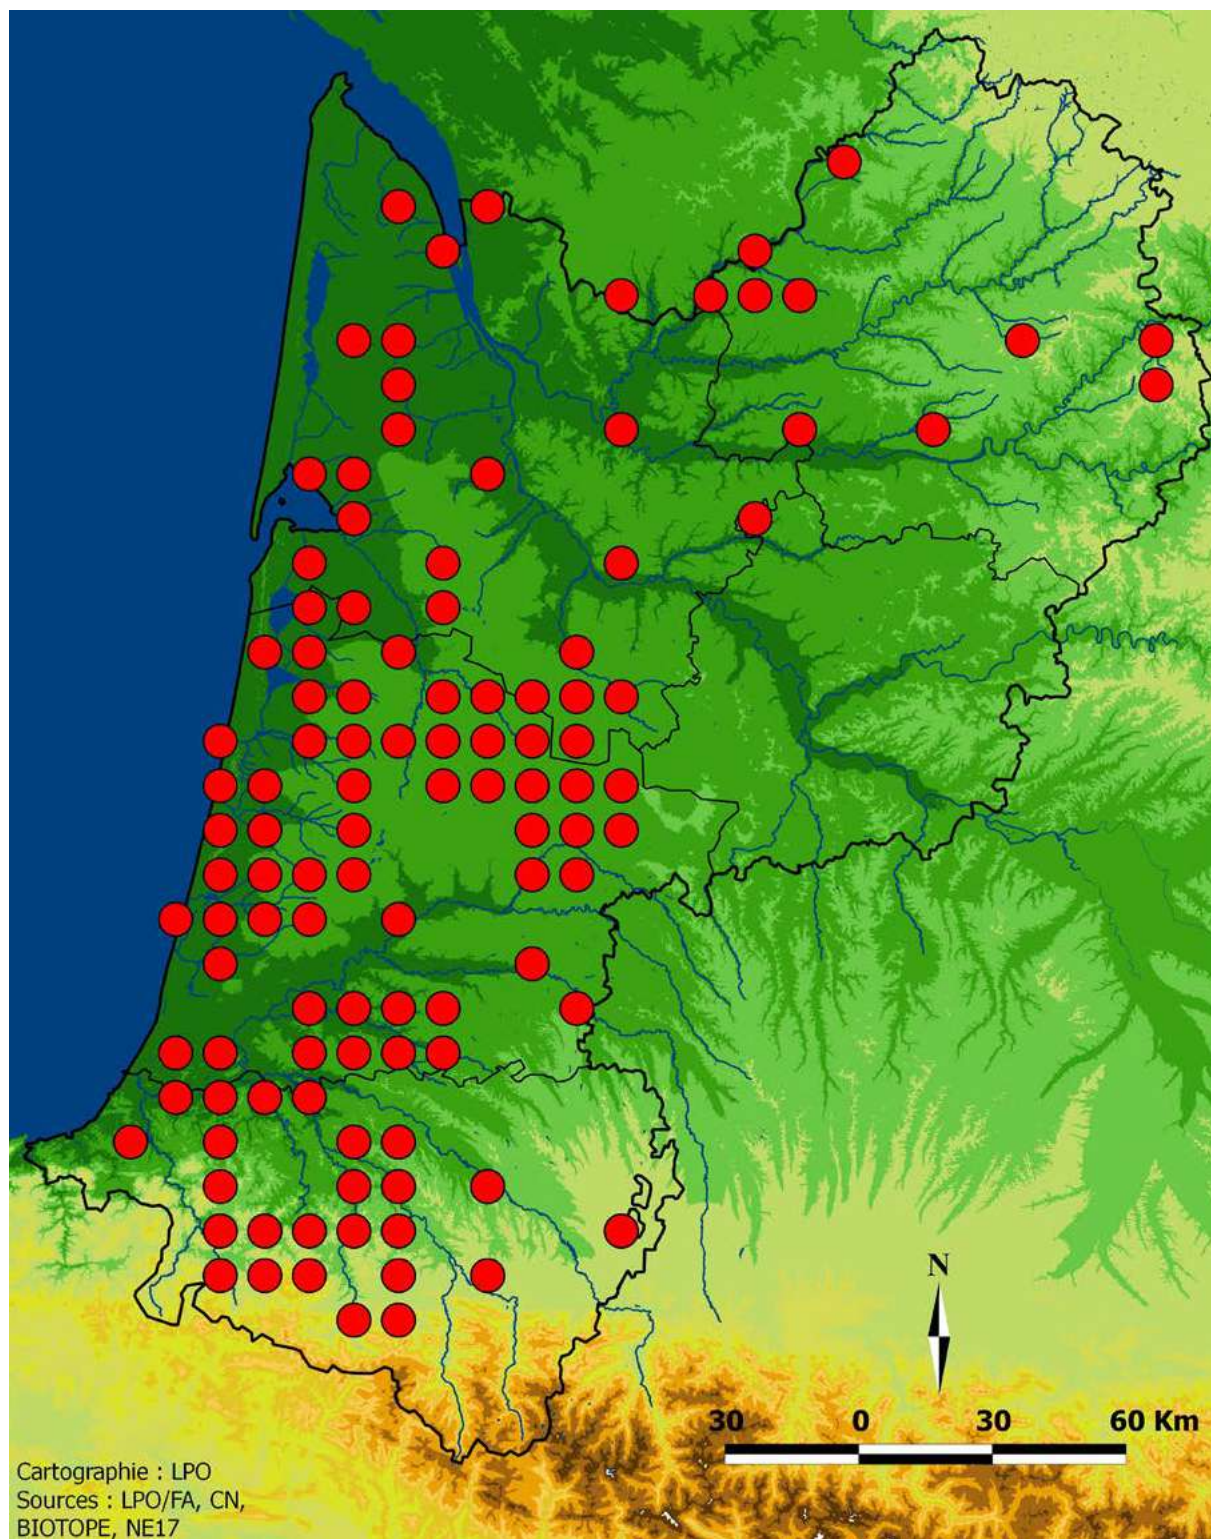 N
30 0 30 60 Km
Cartographie : LPO
Sources : LPO/FA, CN,
BIOTOPE, NE17